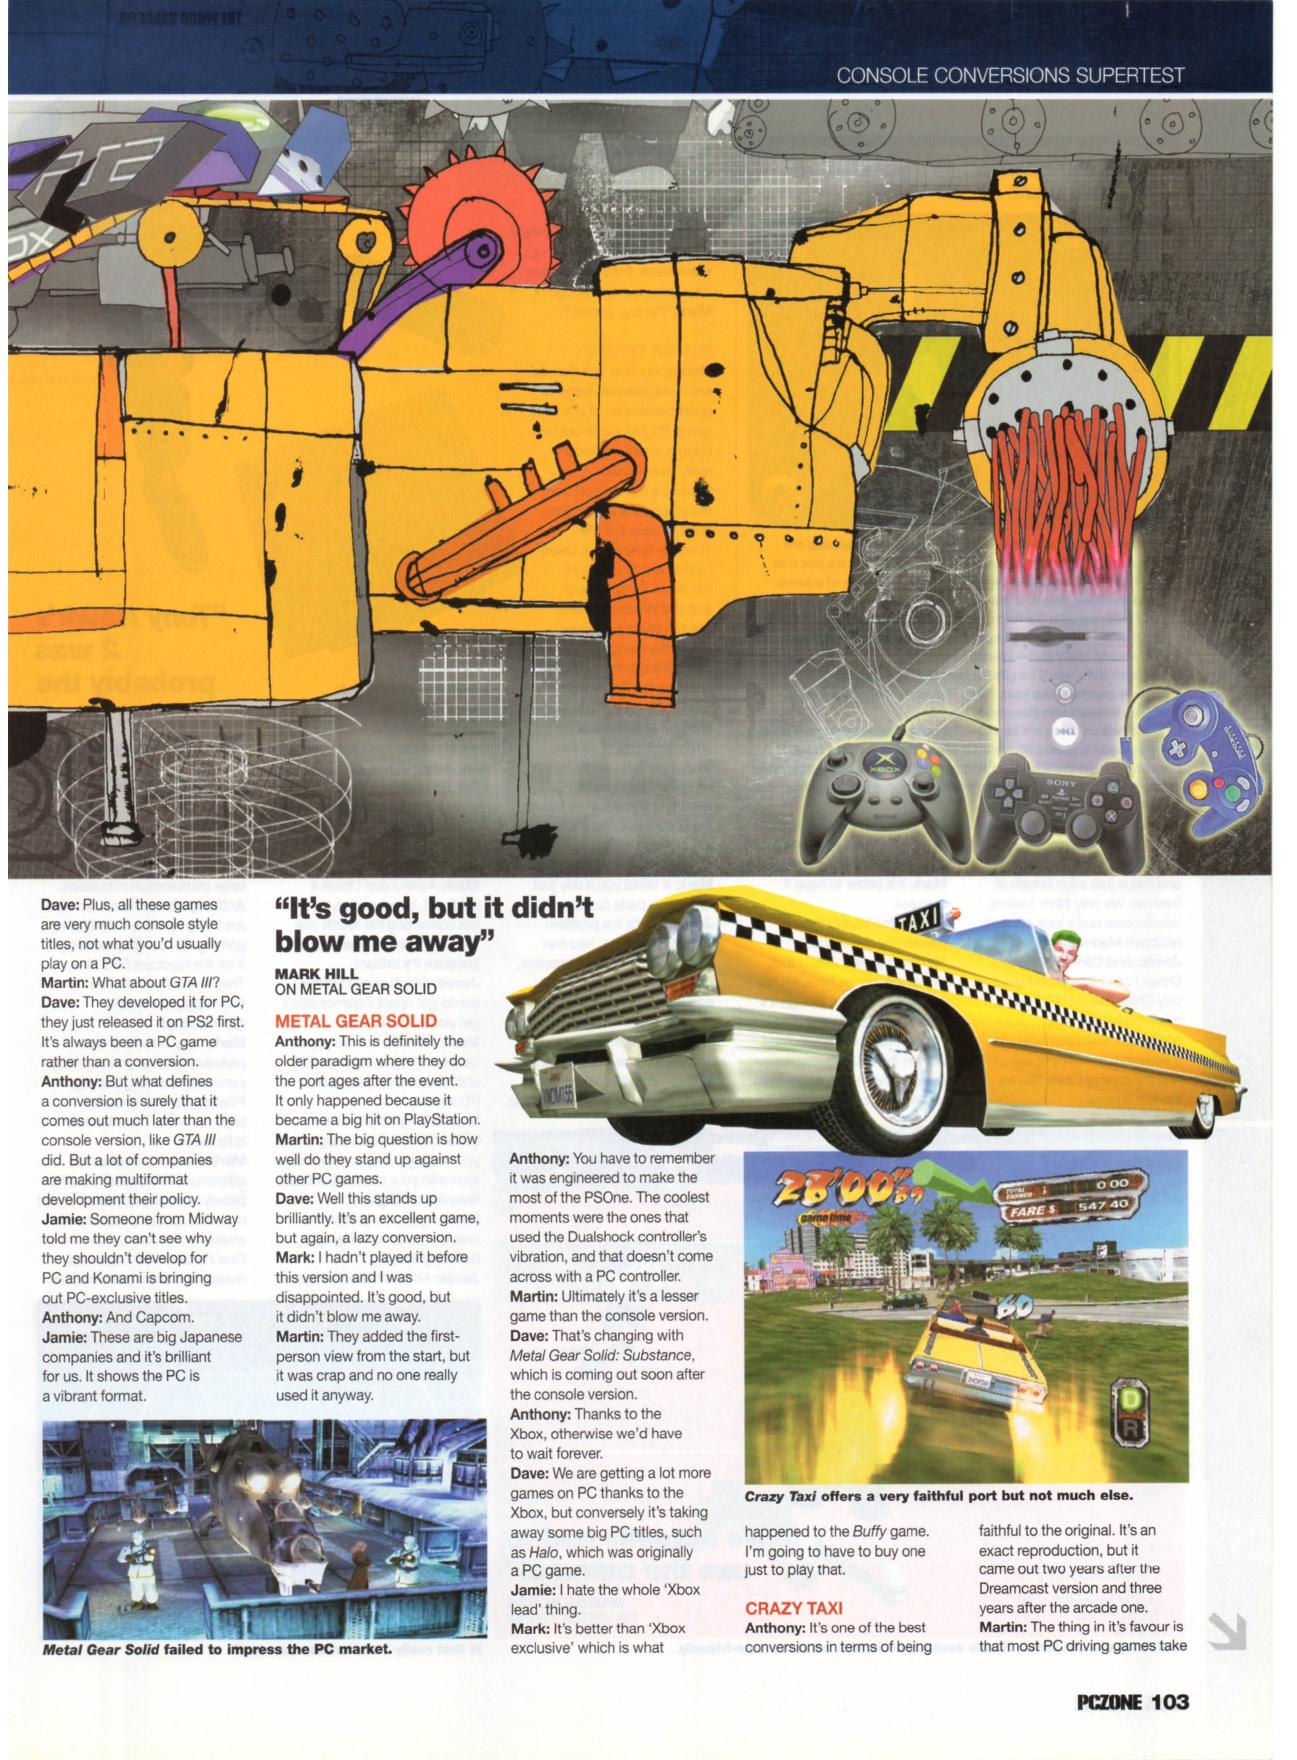 CONSOLE CONVERSIONS SUPERTEST
PS2
XBOX
SONY
DELL
Dave: Plus, all these games
are very much console style
titles, not what you'd usually
play on a PC.
Martin: What about GTA III?
Dave: They developed it for PC,
they just released it on PS2 first.
It's always been a PC game
rather than a conversion.
Anthony: But what defines
a conversion is surely that it
comes out much later than the
console version, like GTA III
did. But a lot of companies
are making multiformat
development their policy.
Jamie: Someone from Midway
told me they can't see why
they shouldn't develop for
PC and Konami is bringing
out PC-exclusive titles.
Anthony: And Capcom.
Jamie: These are big Japanese
companies and it's brilliant
for us. It shows the PC is
a vibrant format.
Metal Gear Solid failed to impress the PC market.
“It's good, but it didn't
blow me away”
MARK HILL
ON METAL GEAR SOLID
METAL GEAR SOLID
Anthony: This is definitely the
older paradigm where they do
the port ages after the event.
It only happened because it
became a big hit on PlayStation.
Martin: The big question is how
well do they stand up against
other PC games.
Dave: Well this stands up
brilliantly. It's an excellent game,
but again, a lazy conversion.
Mark: I hadn't played it before
this version and I was
disappointed. It's good, but
it didn't blow me away.
Martin: They added the first-
person view from the start, but
it was crap and no one really
used it anyway.
TAXI
1NOM155
Anthony: You have to remember
it was engineered to make the
most of the PSOne. The coolest
moments were the ones that
used the Dualshock controller's
vibration, and that doesn't come
across with a PC controller.
Martin: Ultimately it's a lesser
game than the console version.
Dave: That's changing with
Metal Gear Solid: Substance,
which is coming out soon after
the console version.
Anthony: Thanks to the
Xbox, otherwise we'd have
to wait forever.
Dave: We are getting a lot more
games on PC thanks to the
Xbox, but conversely it's taking
away some big PC titles, such
as Halo, which was originally
a PC game.
Jamie: I hate the whole ‘Xbox
lead’ thing.
Mark: It's better than ‘Xbox
exclusive’ which is what
28'00"89
game time
TOTAL EARNED 0 00
FARE $ 547 40
60
D
R
Crazy Taxi offers a very faithful port but not much else.
happened to the Buffy game.
I'm going to have to buy one
just to play that.
CRAZY TAXI
Anthony: It's one of the best
conversions in terms of being
faithful to the original. It's an
exact reproduction, but it
came out two years after the
Dreamcast version and three
years after the arcade one.
Martin: The thing in it's favour is
that most PC driving games take
PCZONE 103